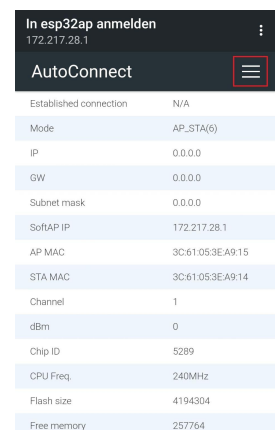 In esp32ap anmelden
172.217.28.1
AutoConnect
Established connection N/A
Mode AP_STA(6)
IP 0.0.0.0
GW 0.0.0.0
Subnet mask 0.0.0.0
SoftAP IP 172.217.28.1
AP MAC 3C:61:05:3E:A9:15
STA MAC 3C:61:05:3E:A9:14
Channel 1
dBm 0
Chip ID 5289
CPU Freq. 240MHz
Flash size 4194304
Free memory 257764